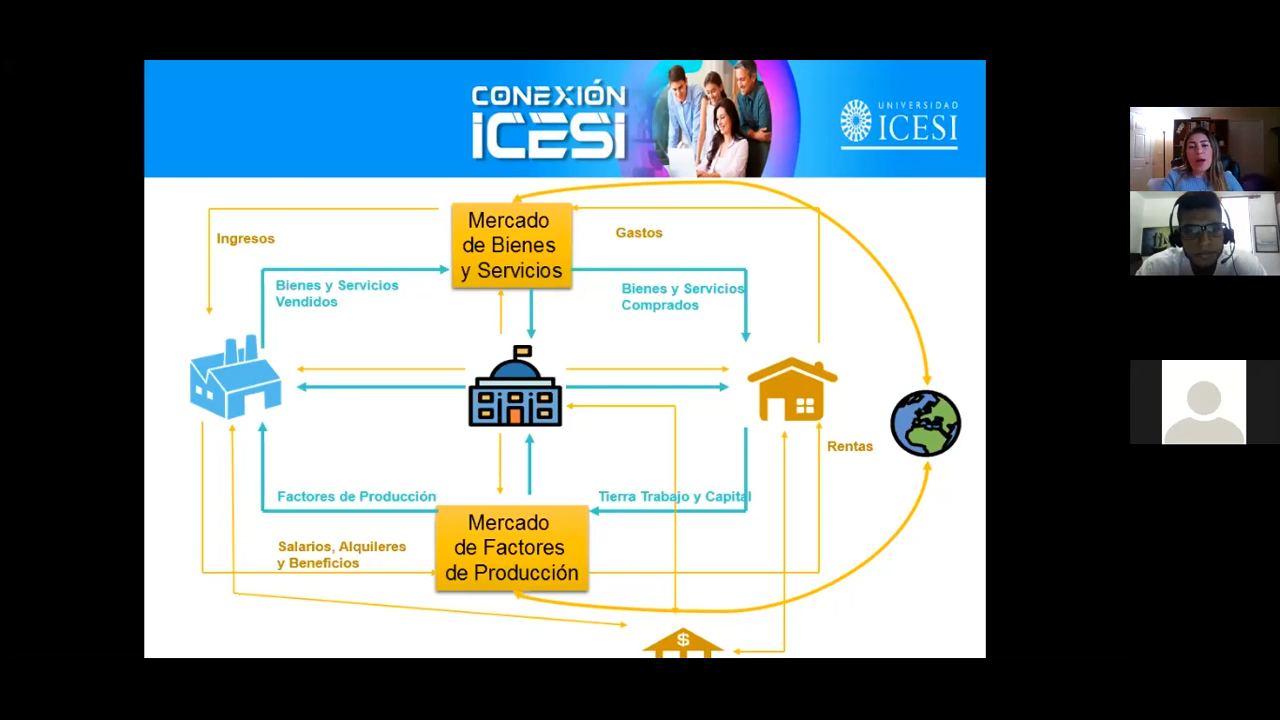 CONEXIÓN
ICESI
UNIVERSIDAD
ICESI
Mercado
de Bienes
y Servicios
Ingresos
Gastos
Bienes y Servicios
Vendidos
Bienes y Servicios
Comprados
Rentas
Factores de Producción
Tierra Trabajo y Capital
Mercado
de Factores
de Producción
Salarios, Alquileres
y Beneficios
$